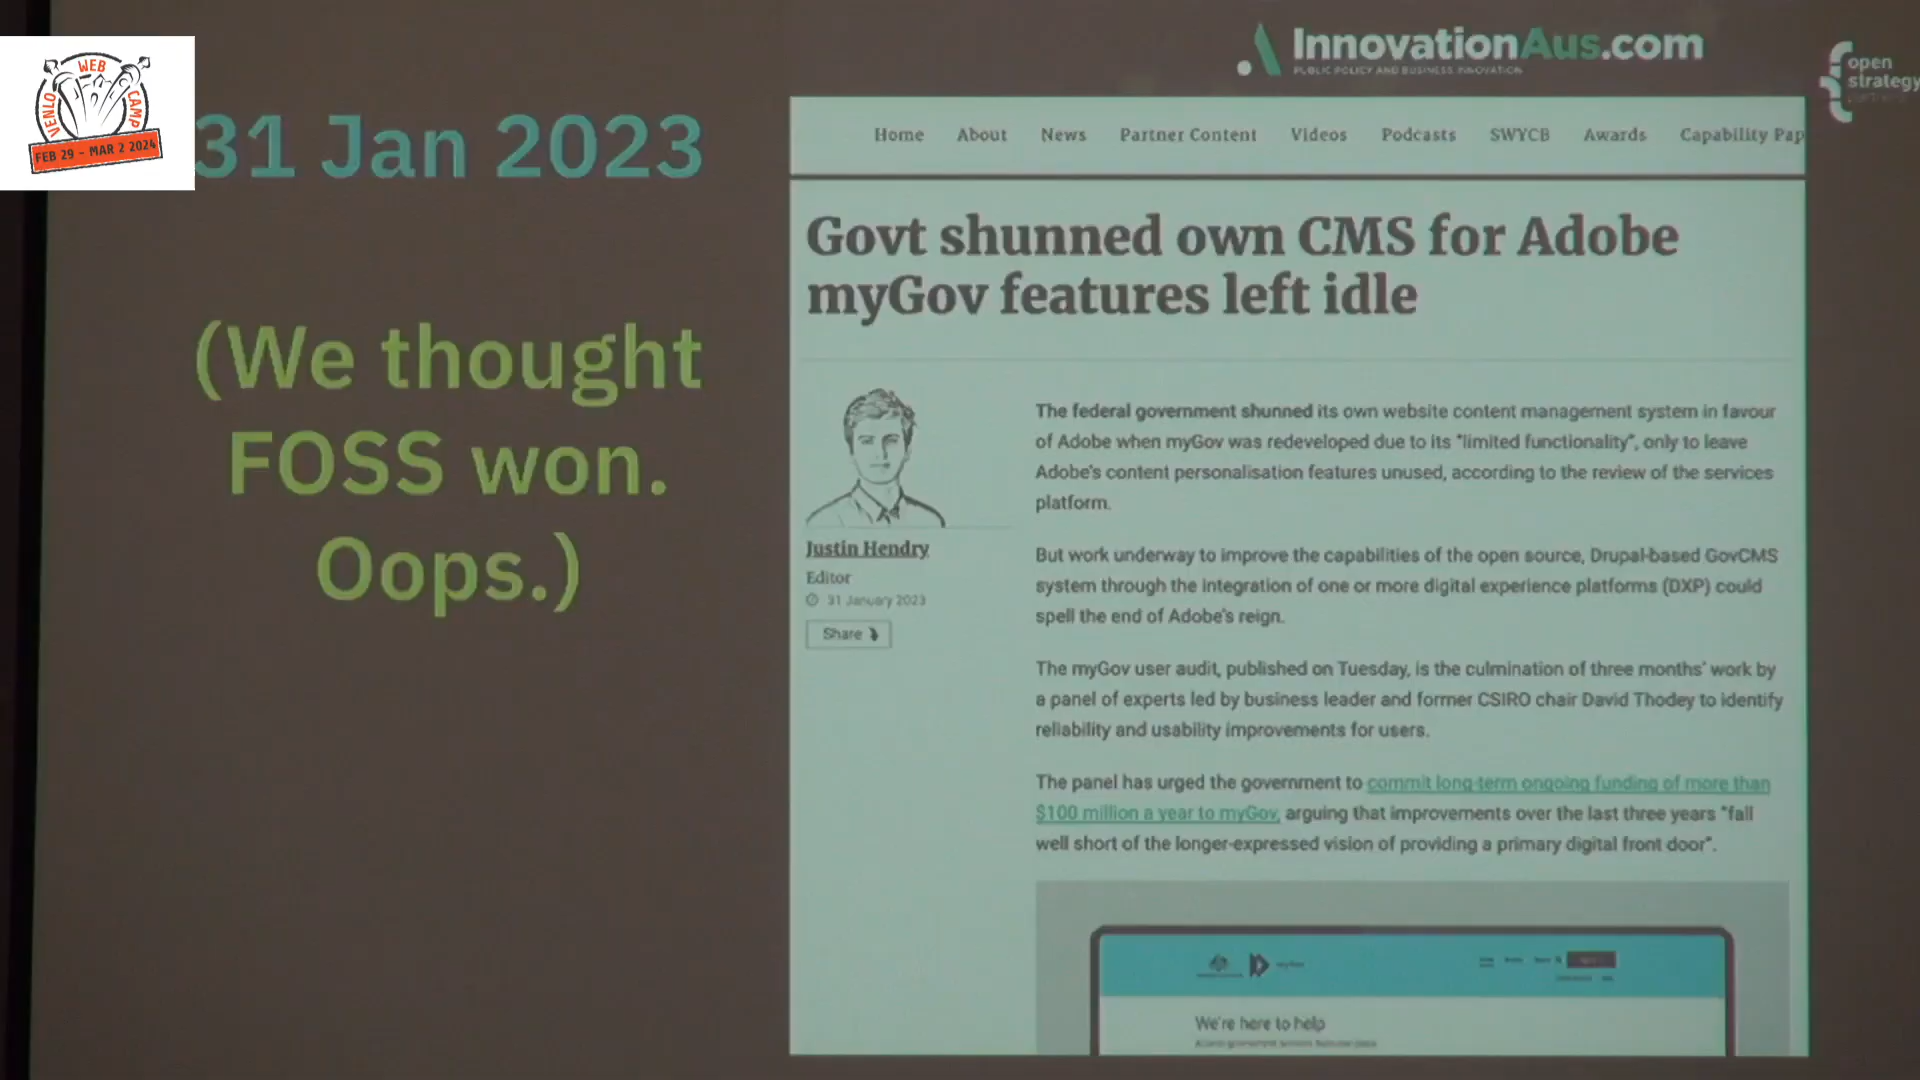 InnovationAus.com
PUBLIC POLICY AND BUSINESS INNOVATION
open
strategy
WEB
VENLO
CAMP
FEB 29 - MAR 2 2024
31 Jan 2023
(We thought
FOSS won.
Oops.)
Home About News Partner Content Videos Podcasts SWYCB Awards Capability Pap
Govt shunned own CMS for Adobe
myGov features left idle
Justin Hendry
Editor
31 January 2023
Share
The federal government shunned its own website content management system in favour
of Adobe when myGov was redeveloped due to its "limited functionality", only to leave
Adobe's content personalisation features unused, according to the review of the services
platform.
But work underway to improve the capabilities of the open source, Drupal-based GovCMS
system through the integration of one or more digital experience platforms (DXP) could
spell the end of Adobe's reign.
The myGov user audit, published on Tuesday, is the culmination of three months' work by
a panel of experts led by business leader and former CSIRO chair David Thodey to identify
reliability and usability improvements for users.
The panel has urged the government to commit long-term ongoing funding of more than
$100 million a year to myGov, arguing that improvements over the last three years "fall
well short of the longer-expressed vision of providing a primary digital front door".
We're here to help